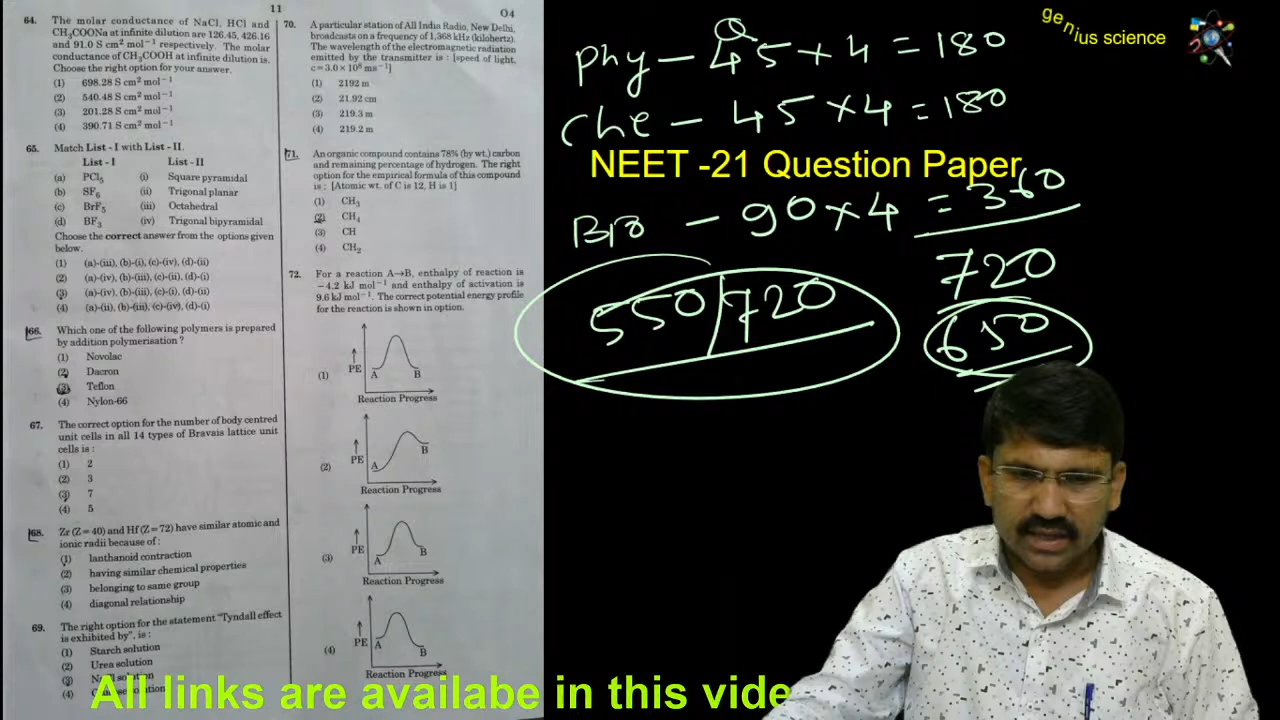 11
O4
64. The molar conductance of NaCl, HCl and
CH₃COONa at infinite dilution are 126.45, 426.16
and 91.0 S cm² mol⁻¹ respectively. The molar
conductance of CH₃COOH at infinite dilution is.
Choose the right option for your answer.
(1) 698.28 S cm² mol⁻¹
(2) 540.48 S cm² mol⁻¹
(3) 201.28 S cm² mol⁻¹
(4) 390.71 S cm² mol⁻¹
65. Match List - I with List - II.
List - I List - II
(a) PCl₅ (i) Square pyramidal
(b) SF₆ (ii) Trigonal planar
(c) BrF₅ (iii) Octahedral
(d) BF₃ (iv) Trigonal bipyramidal
Choose the correct answer from the options given
below.
(1) (a)-(iii), (b)-(i), (c)-(iv), (d)-(ii)
(2) (a)-(iv), (b)-(iii), (c)-(ii), (d)-(i)
(3) (a)-(iv), (b)-(iii), (c)-(i), (d)-(ii)
(4) (a)-(ii), (b)-(iii), (c)-(iv), (d)-(i)
66. Which one of the following polymers is prepared
by addition polymerisation ?
(1) Novolac
(2) Dacron
(3) Teflon
(4) Nylon-66
67. The correct option for the number of body centred
unit cells in all 14 types of Bravais lattice unit
cells is :
(1) 2
(2) 3
(3) 7
(4) 5
68. Zr (Z = 40) and Hf (Z = 72) have similar atomic and
ionic radii because of :
(1) lanthanoid contraction
(2) having similar chemical properties
(3) belonging to same group
(4) diagonal relationship
69. The right option for the statement "Tyndall effect
is exhibited by", is :
(1) Starch solution
(2) Urea solution
(3) solution
(4)
70. A particular station of All India Radio, New Delhi,
broadcasts on a frequency of 1,368 kHz (kilohertz).
The wavelength of the electromagnetic radiation
emitted by the transmitter is : [speed of light,
c = 3.0 × 10⁸ ms⁻¹]
(1) 2192 m
(2) 21.92 cm
(3) 219.3 m
(4) 219.2 m
71. An organic compound contains 78% (by wt.) carbon
and remaining percentage of hydrogen. The right
option for the empirical formula of this compound
is : [Atomic wt. of C is 12, H is 1]
(1) CH₃
(2) CH₄
(3) CH
(4) CH₂
72. For a reaction A→B, enthalpy of reaction is
−4.2 kJ mol⁻¹ and enthalpy of activation is
9.6 kJ mol⁻¹. The correct potential energy profile
for the reaction is shown in option.
(1) PE A B
Reaction Progress
(2) PE A B
Reaction Progress
(3) PE A B
Reaction Progress
(4) PE A B
Reaction Progress
Phy - 45 × 4 = 180
Che - 45 × 4 = 180
NEET -21 Question Paper
Bio - 90 × 4 = 360
720
550/720
650
genius science
All links are availabe in this vide